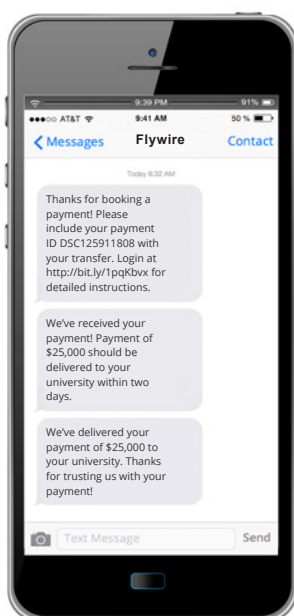 9:39 PM 91%
AT&T 9:41 AM 50 %
Messages Flywire Contact
Today 8:32 AM
Thanks for booking a
payment! Please
include your payment
ID DSC125911808 with
your transfer. Login at
http://bit.ly/1pqKbvx for
detailed instructions.
We've received your
payment! Payment of
$25,000 should be
delivered to your
university within two
days.
We've delivered your
payment of $25,000 to
your university. Thanks
for trusting us with your
payment!
Text Message Send